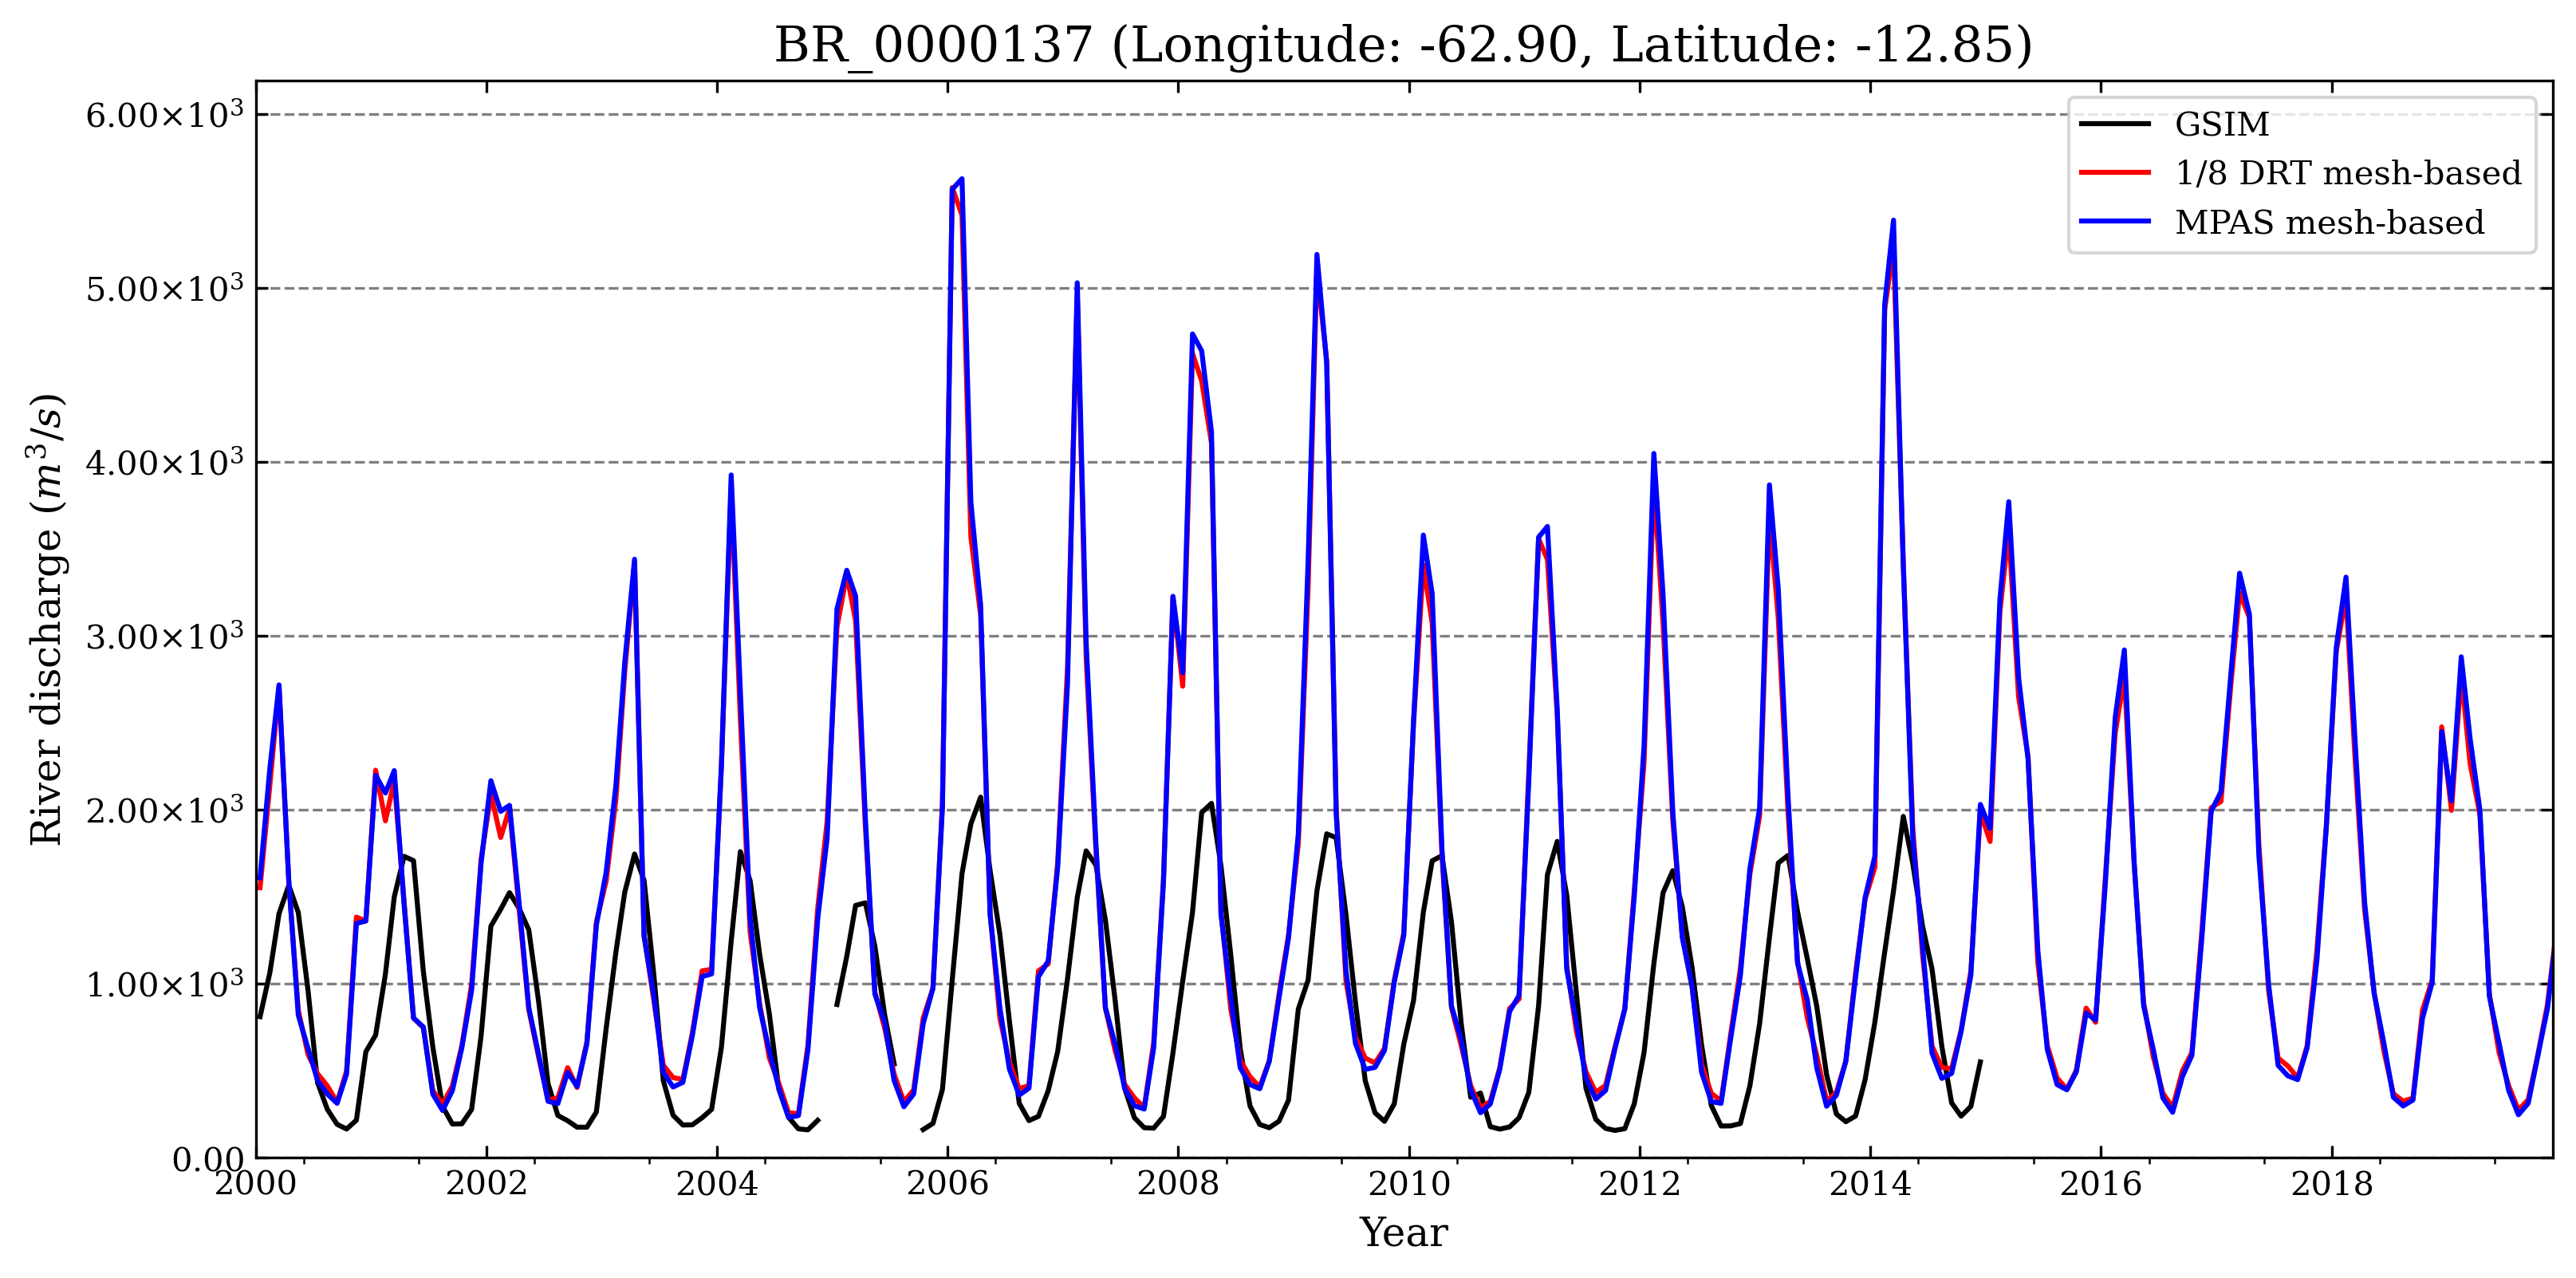 BR_0000137 (Longitude: -62.90, Latitude: -12.85)
6.00×10³
5.00×10³
4.00×10³
3.00×10³
2.00×10³
1.00×10³
0.00
River discharge (m³/s)
GSIM
1/8 DRT mesh-based
MPAS mesh-based
2000 2002 2004 2006 2008 2010 2012 2014 2016 2018
Year